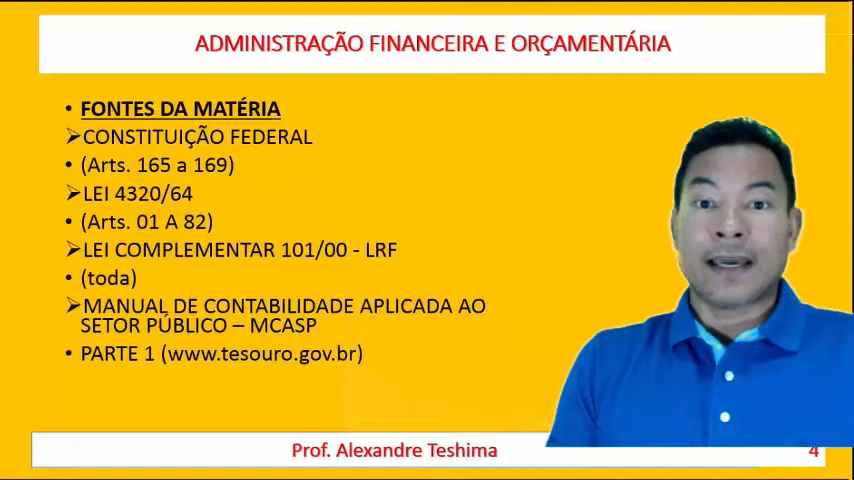 ADMINISTRAÇÃO FINANCEIRA E ORÇAMENTÁRIA
• FONTES DA MATÉRIA
➢CONSTITUIÇÃO FEDERAL
• (Arts. 165 a 169)
➢LEI 4320/64
• (Arts. 01 A 82)
➢LEI COMPLEMENTAR 101/00 - LRF
• (toda)
➢MANUAL DE CONTABILIDADE APLICADA AO
SETOR PÚBLICO – MCASP
• PARTE 1 (www.tesouro.gov.br)
Prof. Alexandre Teshima
4